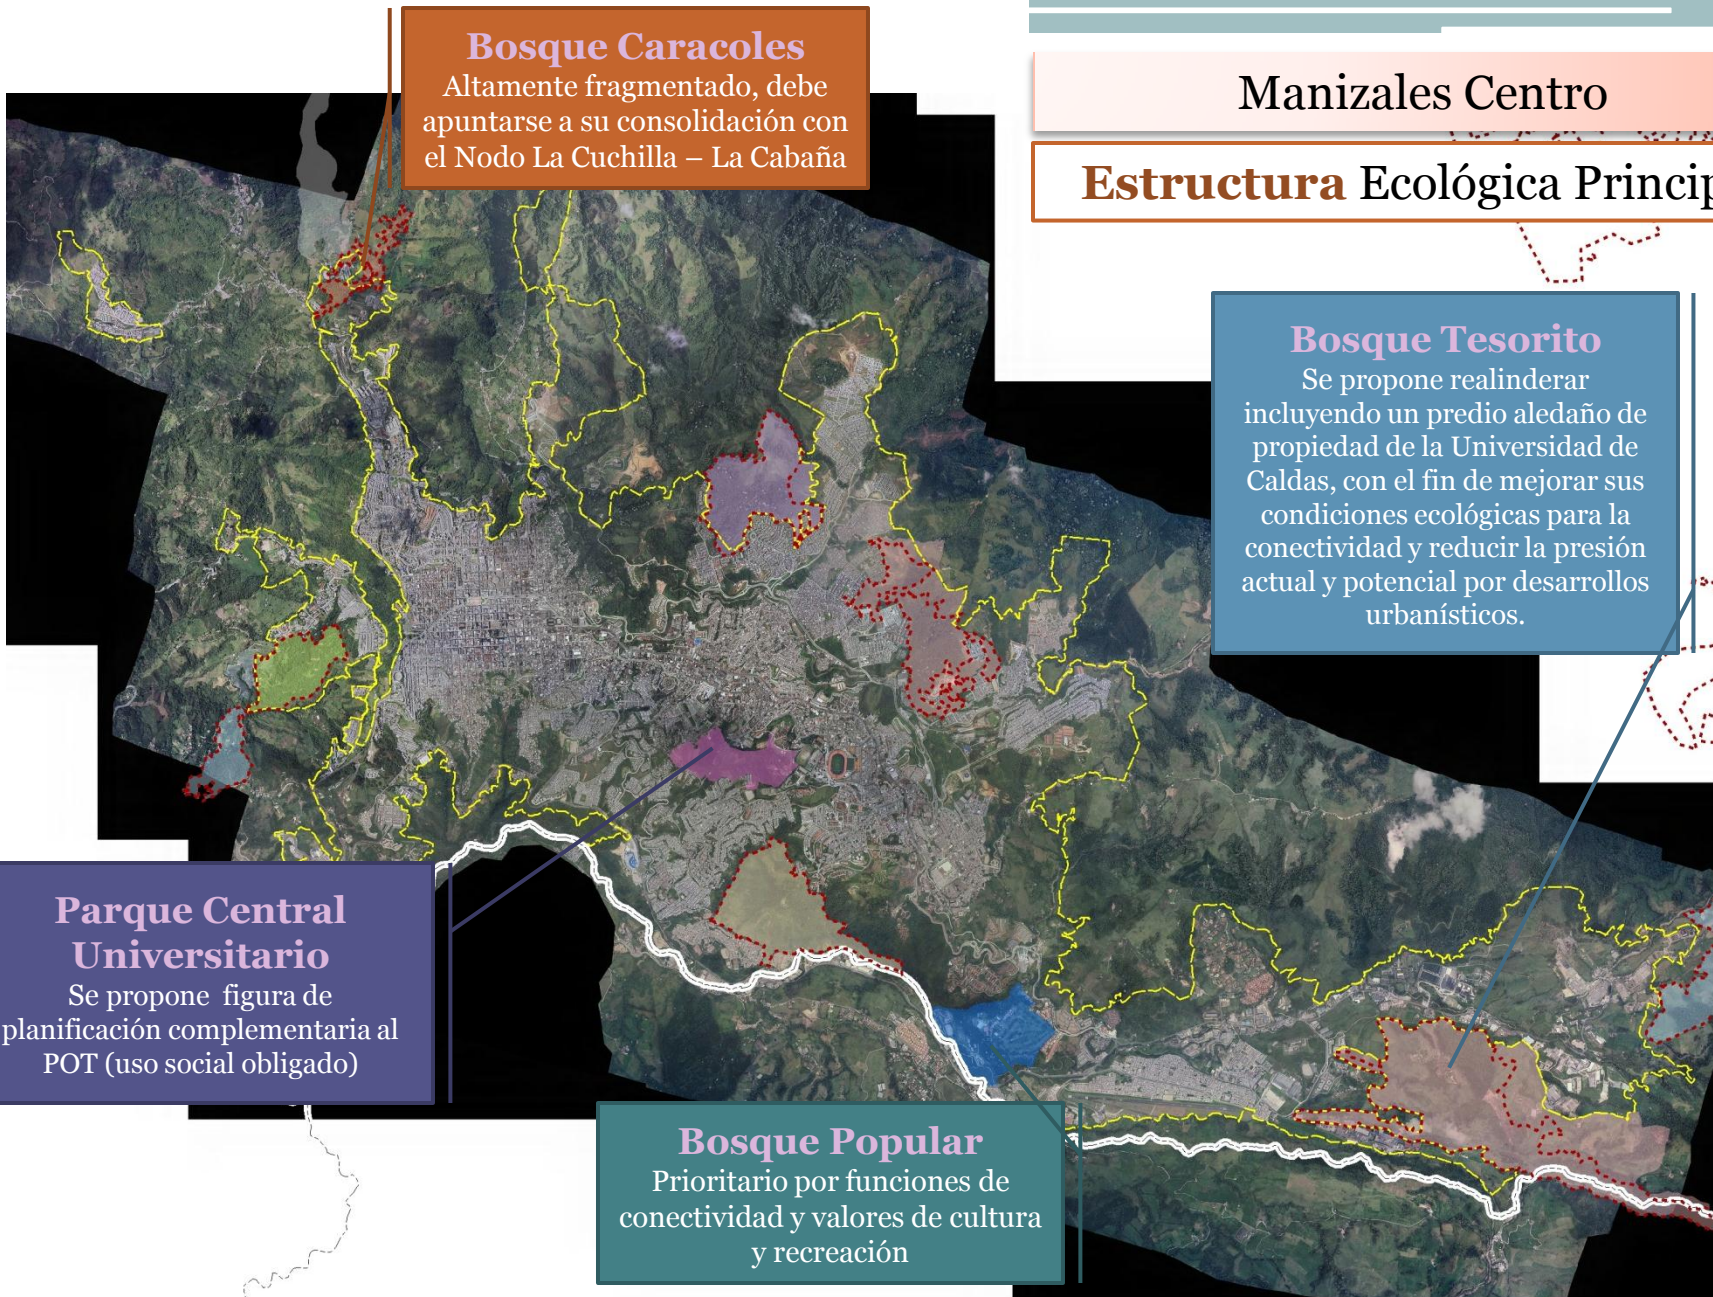 Bosque Caracoles
Altamente fragmentado, debe
apuntarse a su consolidación con
el Nodo La Cuchilla – La Cabaña
Manizales Centro
Estructura Ecológica Princip
Bosque Tesorito
Se propone realinderar
incluyendo un predio aledaño de
propiedad de la Universidad de
Caldas, con el fin de mejorar sus
condiciones ecológicas para la
conectividad y reducir la presión
actual y potencial por desarrollos
urbanísticos.
Parque Central
Universitario
Se propone figura de
planificación complementaria al
POT (uso social obligado)
Bosque Popular
Prioritario por funciones de
conectividad y valores de cultura
y recreación